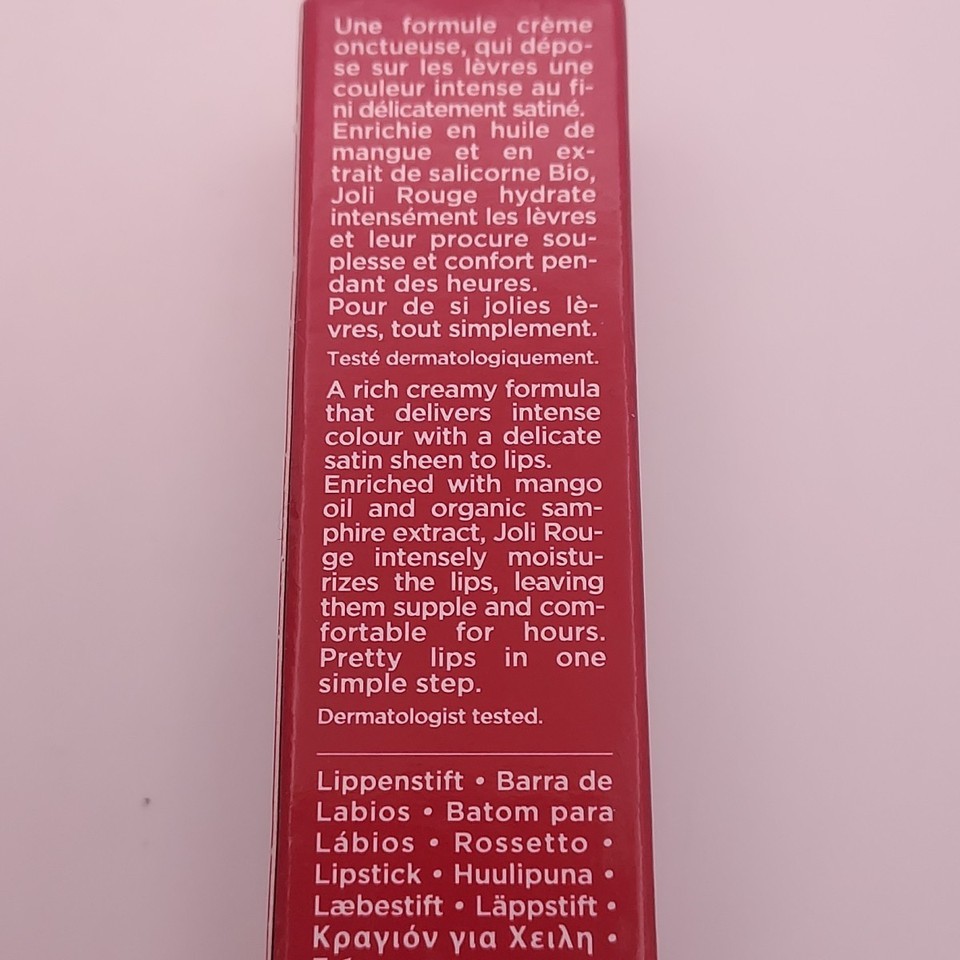 Une formule crème
onctueuse, qui dépo-
se sur les lèvres une
couleur intense au fi-
ni délicatement satiné.
Enrichie en huile de
mangue et en ex-
trait de salicorne Bio,
Joli Rouge hydrate
intensément les lèvres
et leur procure sou-
plesse et confort pen-
dant des heures.
Pour de si jolies lè-
vres, tout simplement.
Testé dermatologiquement.
A rich creamy formula
that delivers intense
colour with a delicate
satin sheen to lips.
Enriched with mango
oil and organic sam-
phire extract, Joli Rou-
ge intensely moistu-
rizes the lips, leaving
them supple and com-
fortable for hours.
Pretty lips in one
simple step.
Dermatologist tested.
Lippenstift • Barra de
Labios • Batom para
Lábios • Rossetto •
Lipstick • Huulipuna •
Læbestift • Läppstift •
Κραγιόν για Χειλη •